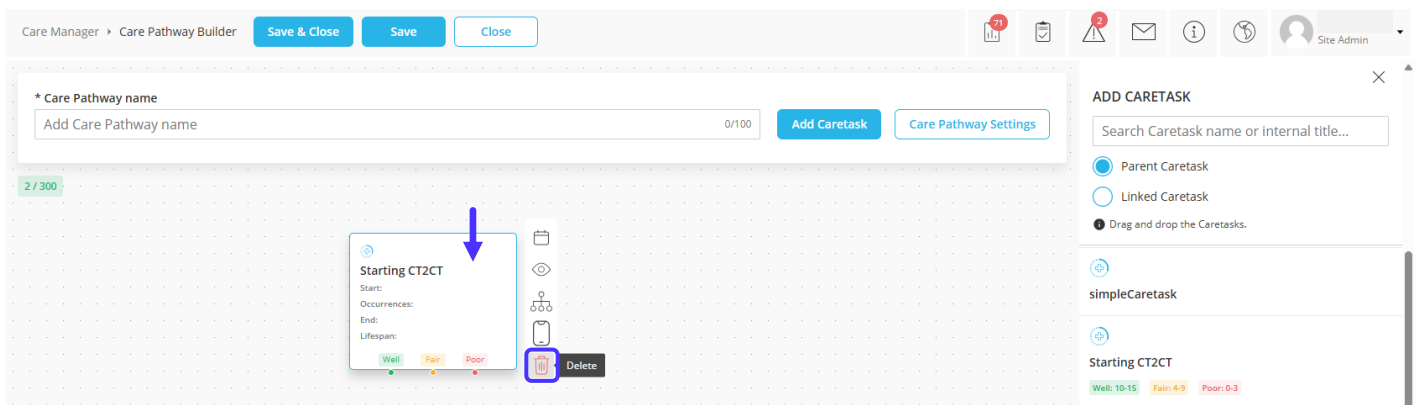 Care Manager ▸ Care Pathway Builder Save & Close Save Close 71 2 Site Admin
* Care Pathway name
Add Care Pathway name 0/100 Add Caretask Care Pathway Settings
2 / 300
Starting CT2CT
Start:
Occurrences:
End:
Lifespan:
Well Fair Poor
Delete
ADD CARETASK
Search Caretask name or internal title...
Parent Caretask
Linked Caretask
Drag and drop the Caretasks.
simpleCaretask
Starting CT2CT
Well: 10-15 Fair: 4-9 Poor: 0-3